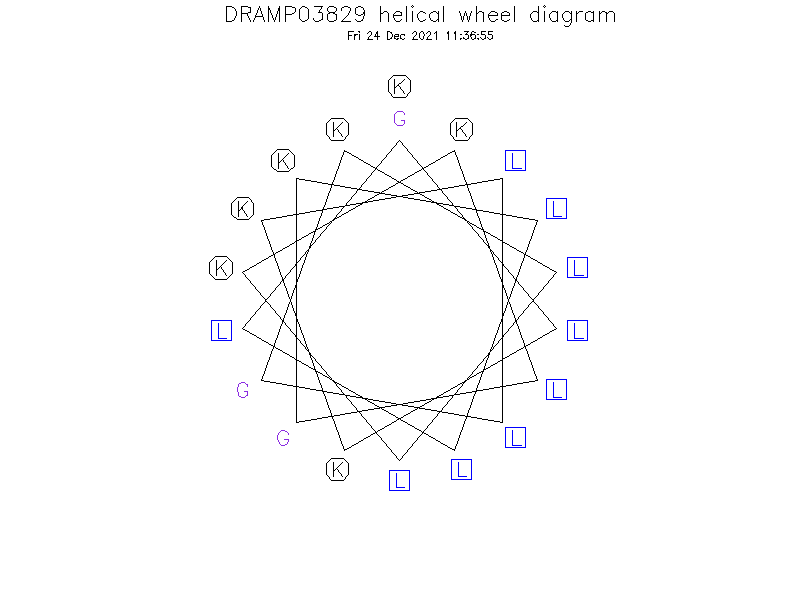 DRAMP03829 helical wheel diagram
Fri 24 Dec 2021 11:36:55
K
G
K K
K L
K L
K L
L L
G L
G L
K L
L